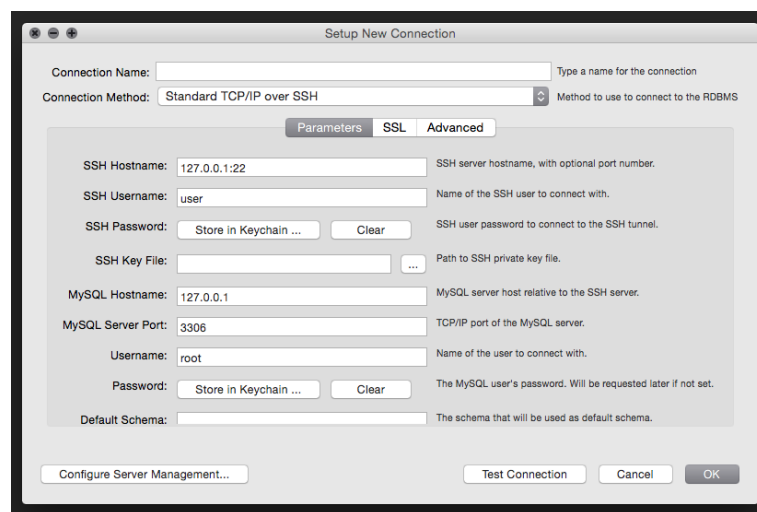 Setup New Connection
Connection Name: Type a name for the connection
Connection Method: Standard TCP/IP over SSH Method to use to connect to the RDBMS
Parameters SSL Advanced
SSH Hostname: 127.0.0.1:22 SSH server hostname, with optional port number.
SSH Username: user Name of the SSH user to connect with.
SSH Password: Store in Keychain ... Clear SSH user password to connect to the SSH tunnel.
SSH Key File: ... Path to SSH private key file.
MySQL Hostname: 127.0.0.1 MySQL server host relative to the SSH server.
MySQL Server Port: 3306 TCP/IP port of the MySQL server.
Username: root Name of the user to connect with.
Password: Store in Keychain ... Clear The MySQL user's password. Will be requested later if not set.
Default Schema: The schema that will be used as default schema.
Configure Server Management... Test Connection Cancel OK